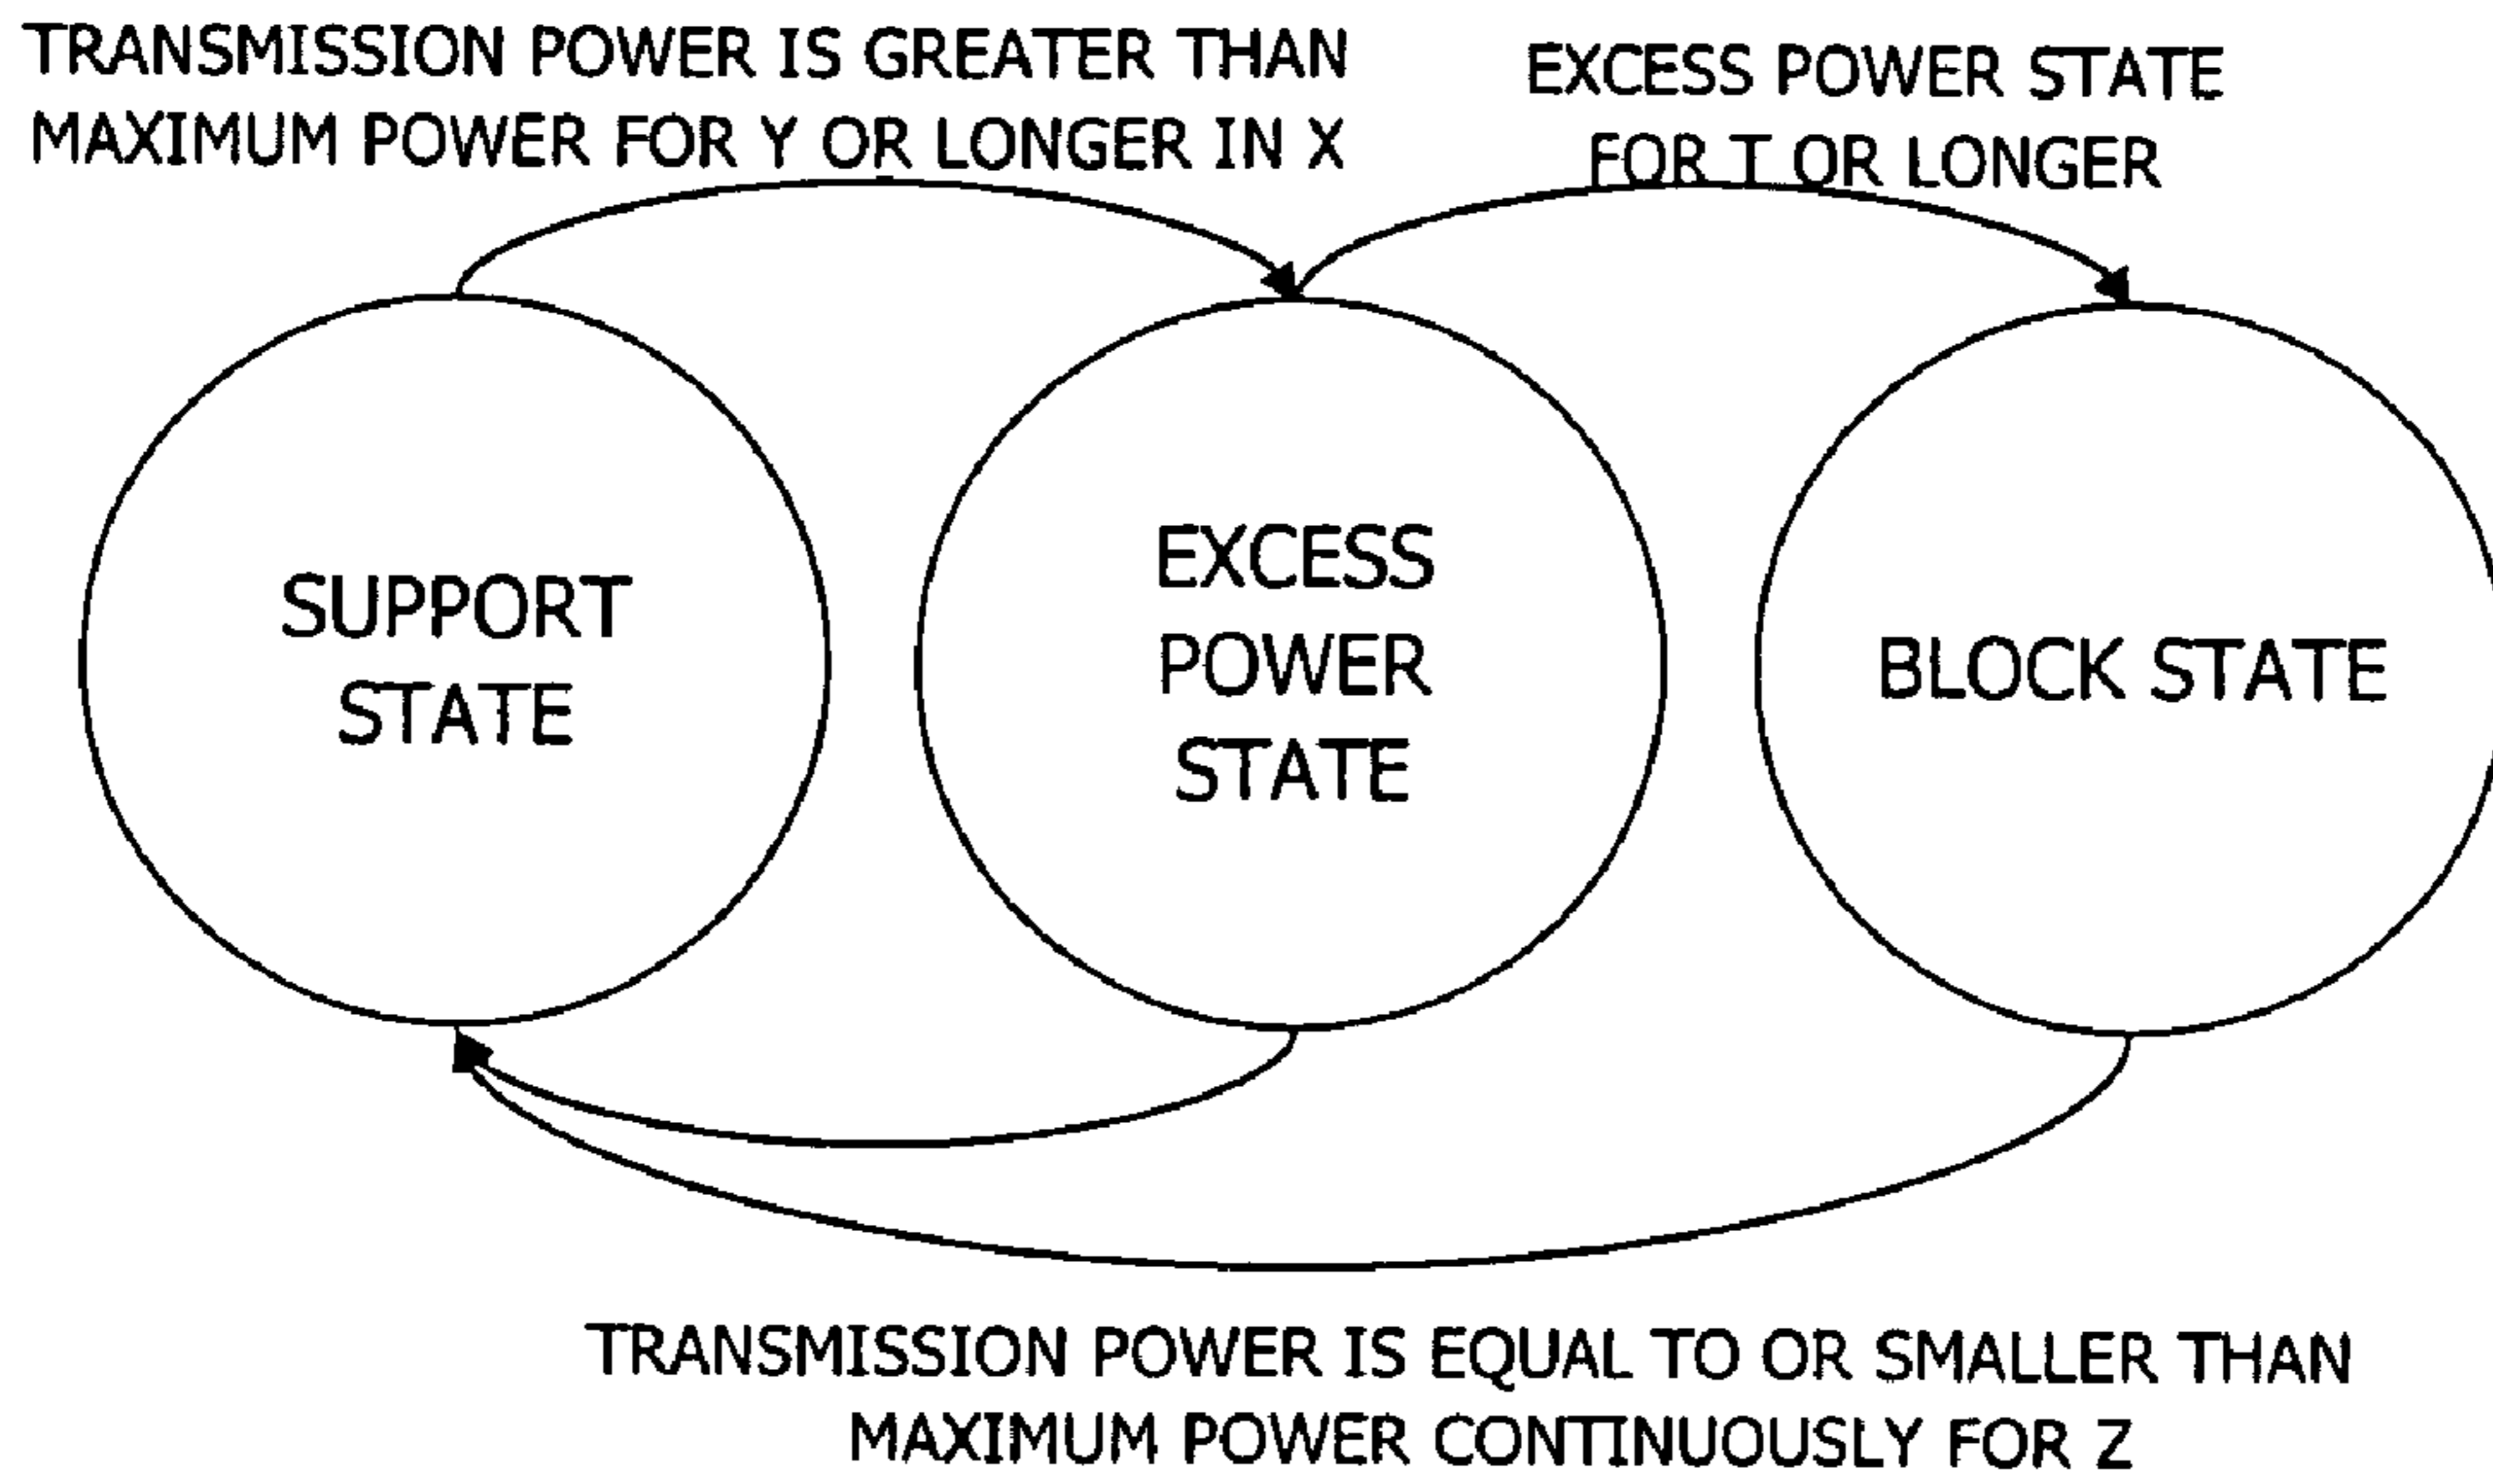 TRANSMISSION POWER IS GREATER THAN
MAXIMUM POWER FOR Y OR LONGER IN X
EXCESS POWER STATE
FOR T OR LONGER
SUPPORT
STATE
EXCESS
POWER
STATE
BLOCK STATE
TRANSMISSION POWER IS EQUAL TO OR SMALLER THAN
MAXIMUM POWER CONTINUOUSLY FOR Z